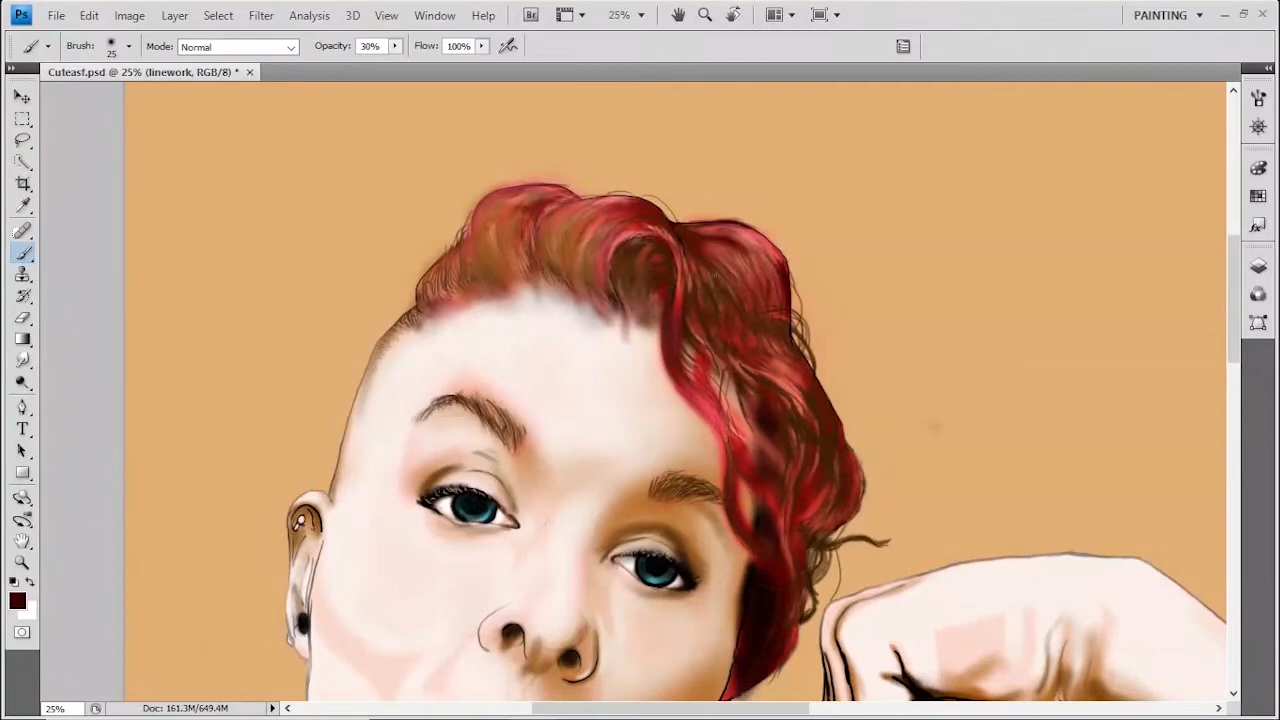 Ps File Edit Image Layer Select Filter Analysis 3D View Window Help Br 25% PAINTING
Brush: 25 Mode: Normal Opacity: 30% Flow: 100%
Cuteasf.psd @ 25% (linework, RGB/8) *
T
25% Doc: 161.3M/649.4M